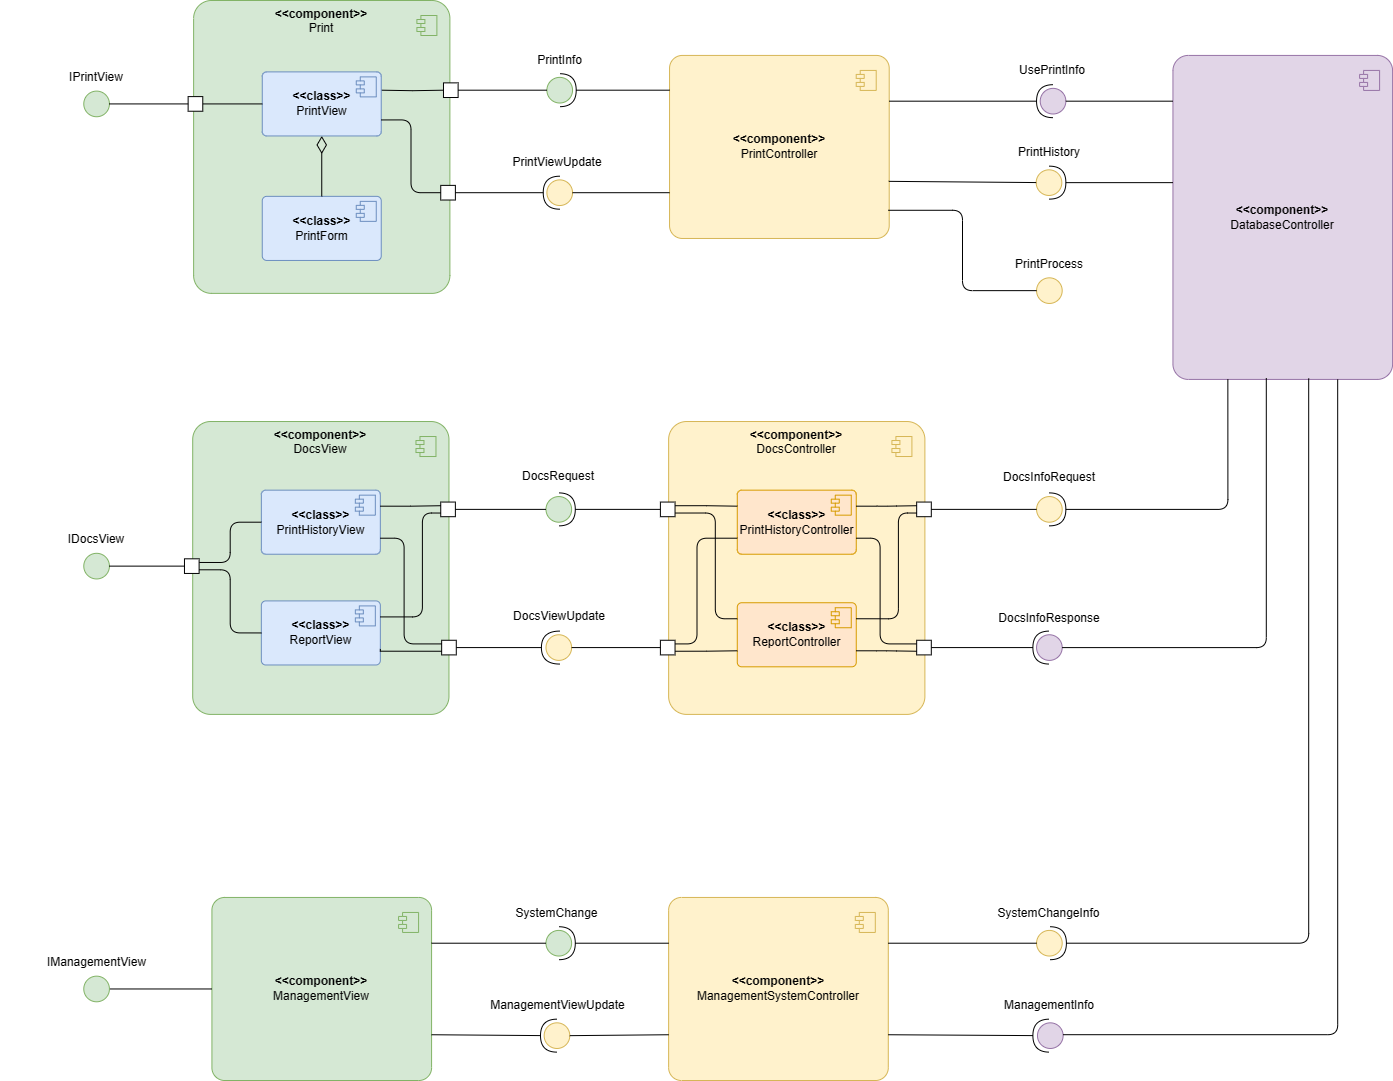 <<component>>
Print
IPrintView
<<class>>
PrintView
<<class>>
PrintForm
PrintInfo
PrintViewUpdate
<<component>>
PrintController
UsePrintInfo
PrintHistory
PrintProcess
<<component>>
DatabaseController
<<component>>
DocsView
IDocsView
<<class>>
PrintHistoryView
<<class>>
ReportView
DocsRequest
DocsViewUpdate
<<component>>
DocsController
<<class>>
PrintHistoryController
<<class>>
ReportController
DocsInfoRequest
DocsInfoResponse
IManagementView
<<component>>
ManagementView
SystemChange
ManagementViewUpdate
<<component>>
ManagementSystemController
SystemChangeInfo
ManagementInfo